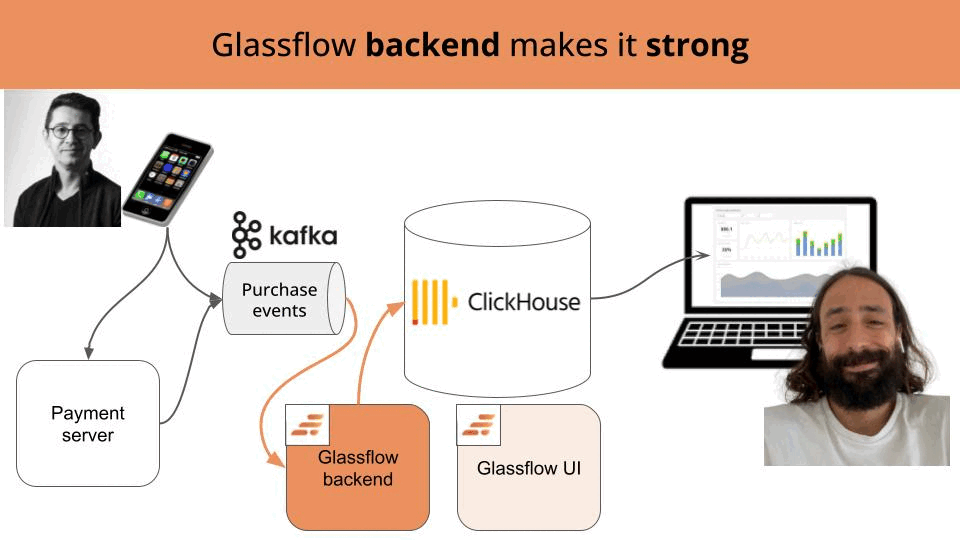 Glassflow backend makes it strong
kafka
Purchase
events
ClickHouse
Payment
server
Glassflow
backend
Glassflow UI